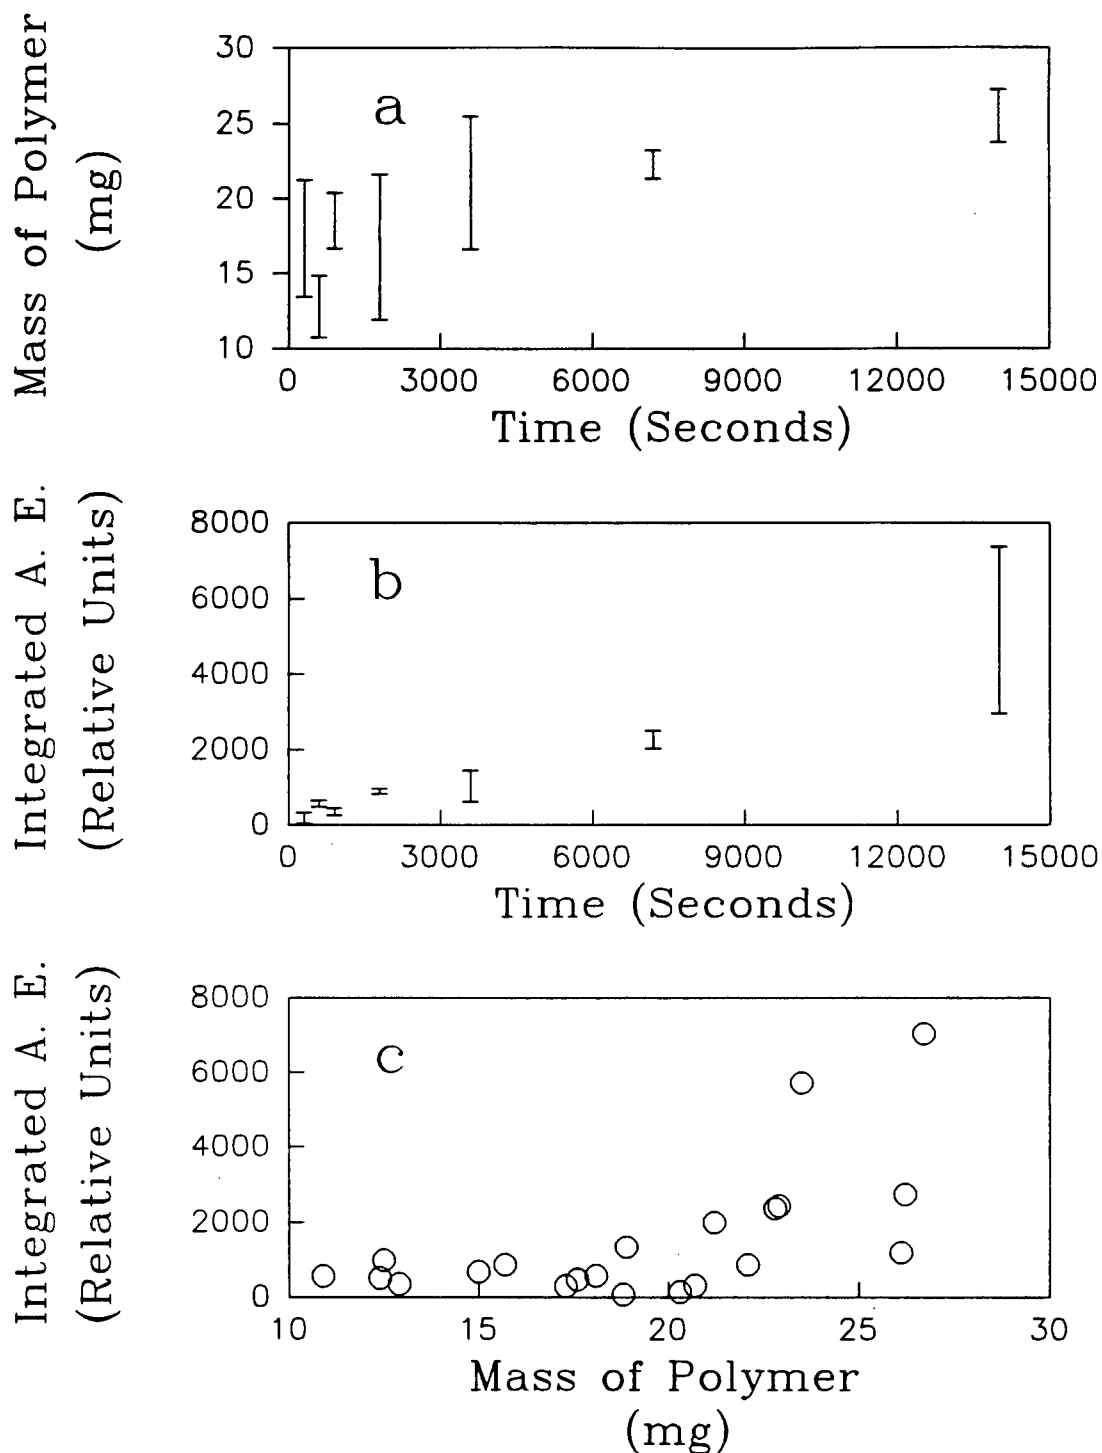 Mass of Polymer
(mg)
30
25
20
15
10
a
0 3000 6000 9000 12000 15000
Time (Seconds)
Integrated A. E.
(Relative Units)
8000
6000
4000
2000
0
b
0 3000 6000 9000 12000 15000
Time (Seconds)
Integrated A. E.
(Relative Units)
8000
6000
4000
2000
0
c
10 15 20 25 30
Mass of Polymer
(mg)